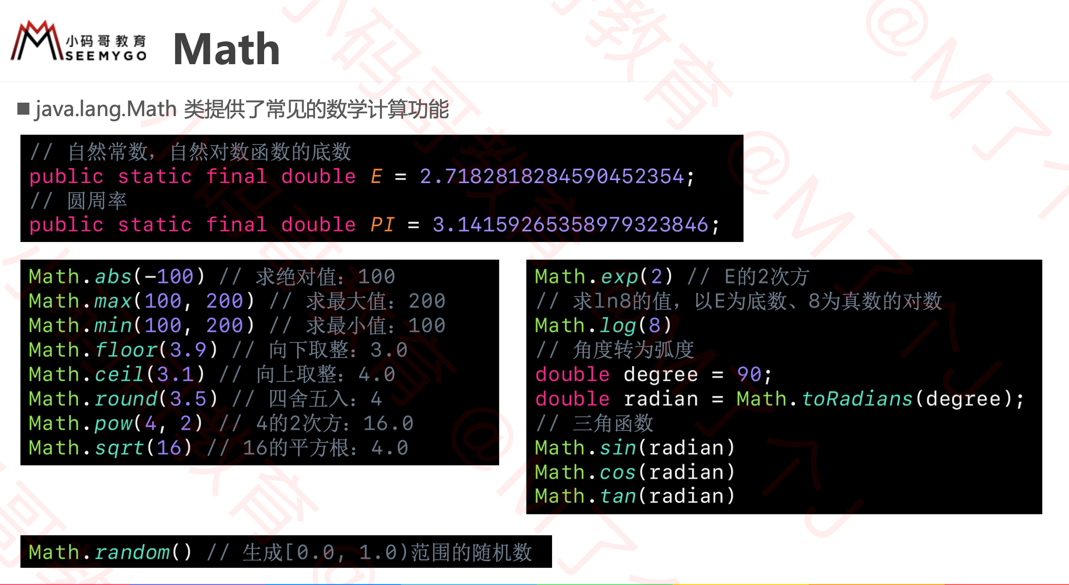 小码哥教育
SEEMYGO
Math
■ java.lang.Math 类提供了常见的数学计算功能
// 自然常数，自然对数函数的底数
public static final double E = 2.7182818284590452354;
// 圆周率
public static final double PI = 3.14159265358979323846;
Math.abs(-100) // 求绝对值：100
Math.max(100, 200) // 求最大值：200
Math.min(100, 200) // 求最小值：100
Math.floor(3.9) // 向下取整：3.0
Math.ceil(3.1) // 向上取整：4.0
Math.round(3.5) // 四舍五入：4
Math.pow(4, 2) // 4的2次方：16.0
Math.sqrt(16) // 16的平方根：4.0
Math.exp(2) // E的2次方
// 求ln8的值，以E为底数、8为真数的对数
Math.log(8)
// 角度转为弧度
double degree = 90;
double radian = Math.toRadians(degree);
// 三角函数
Math.sin(radian)
Math.cos(radian)
Math.tan(radian)
Math.random() // 生成[0.0, 1.0)范围的随机数
小码哥教育 @M了个J